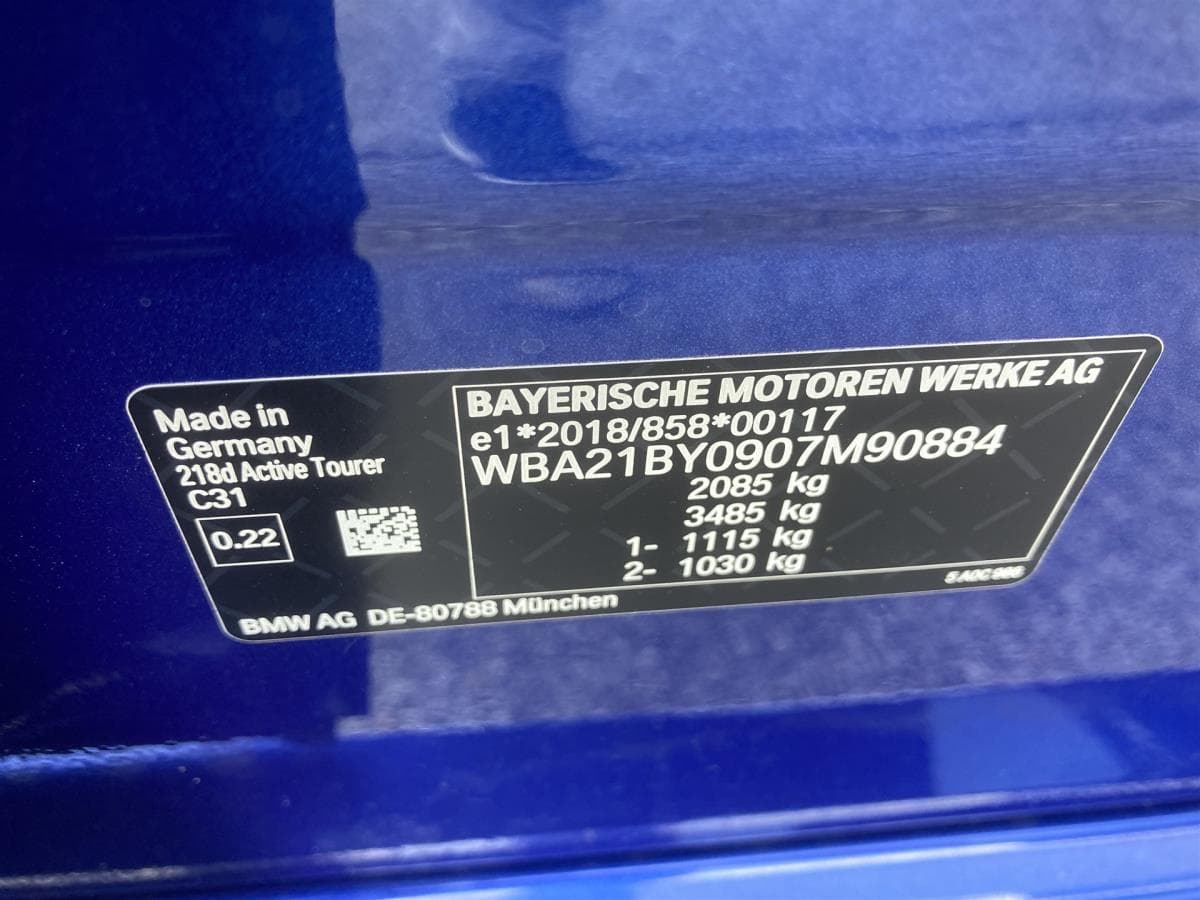 Made in
Germany
218d Active Tourer
C31
0.22
BAYERISCHE MOTOREN WERKE AG
e1*2018/858*00117
WBA21BY0907M90884
2085 kg
3485 kg
1- 1115 kg
2- 1030 kg
BMW AG DE-80788 München